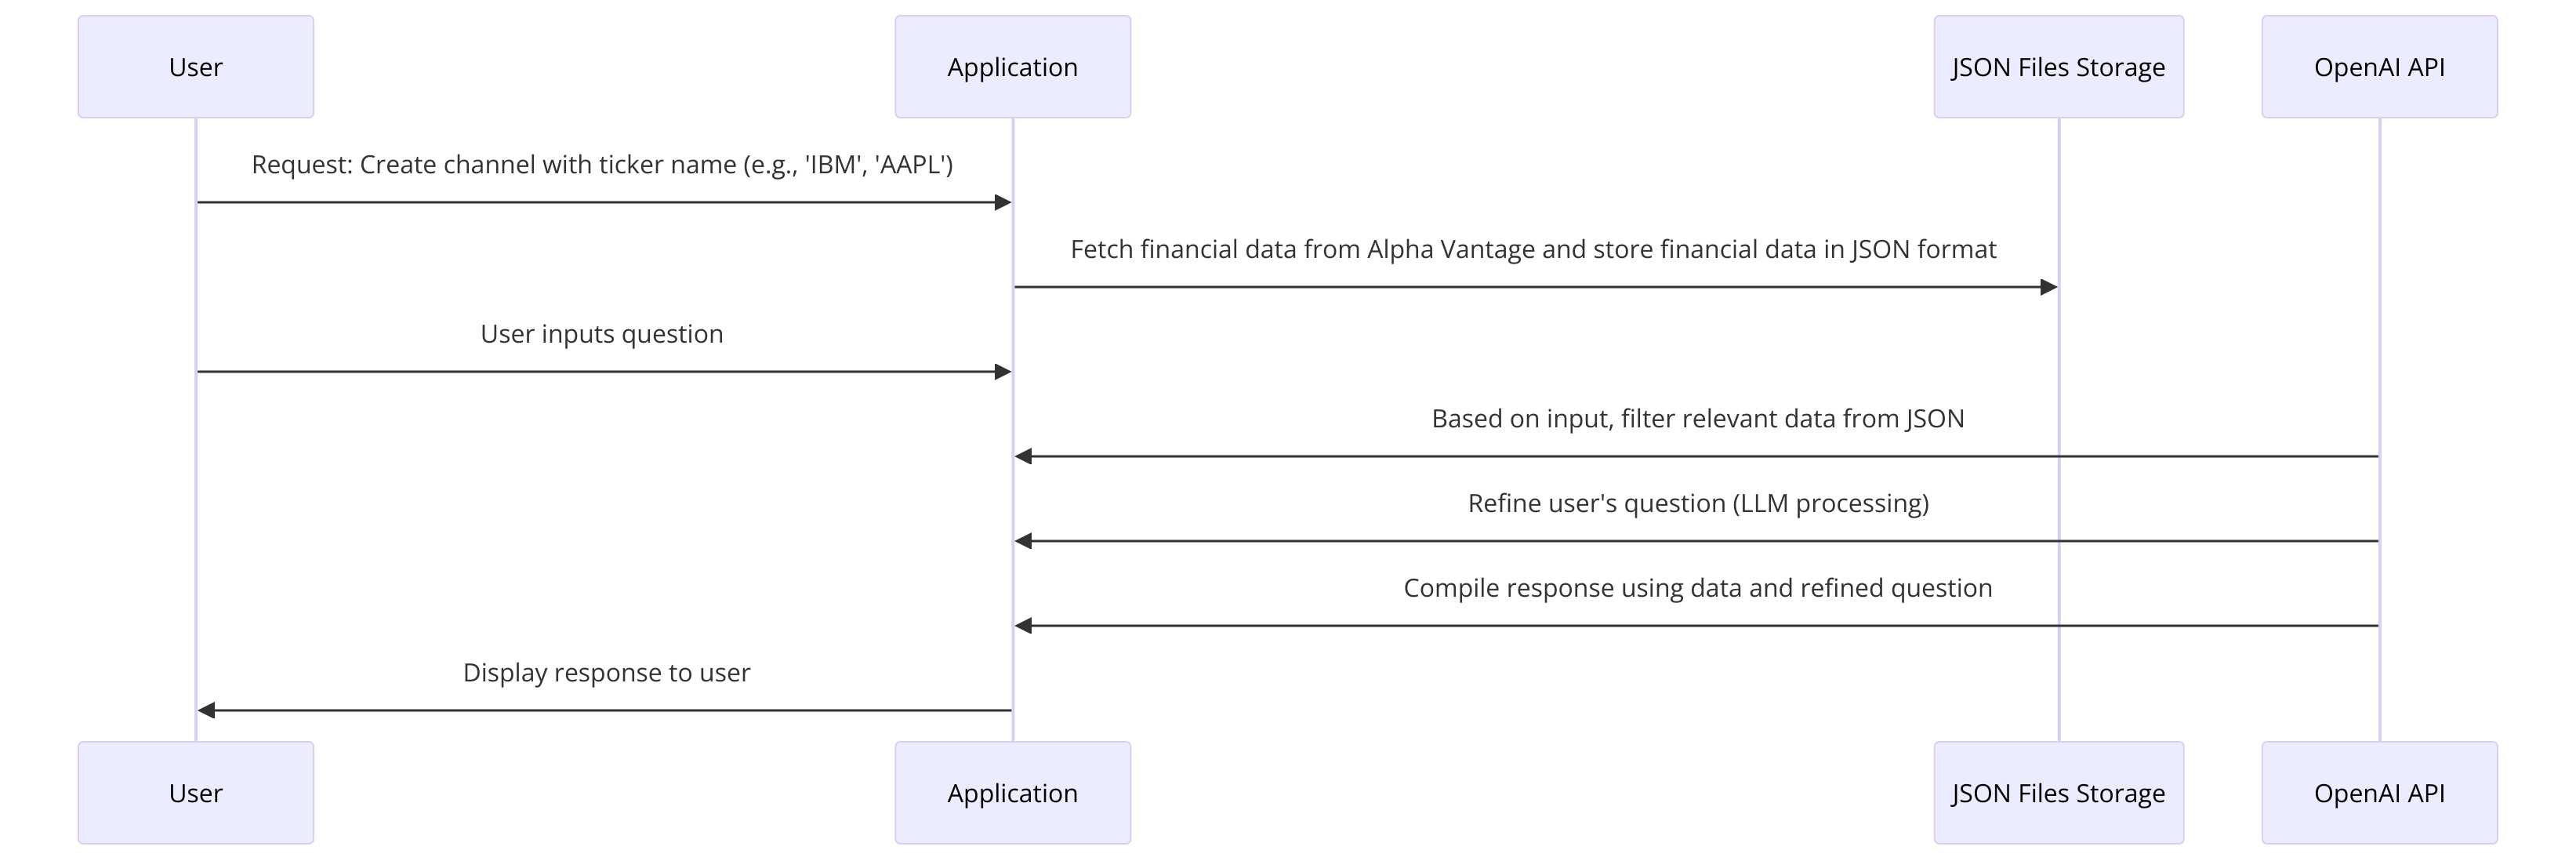 User
Application
JSON Files Storage
OpenAI API
Request: Create channel with ticker name (e.g., 'IBM', 'AAPL')
Fetch financial data from Alpha Vantage and store financial data in JSON format
User inputs question
Based on input, filter relevant data from JSON
Refine user's question (LLM processing)
Compile response using data and refined question
Display response to user
User
Application
JSON Files Storage
OpenAI API